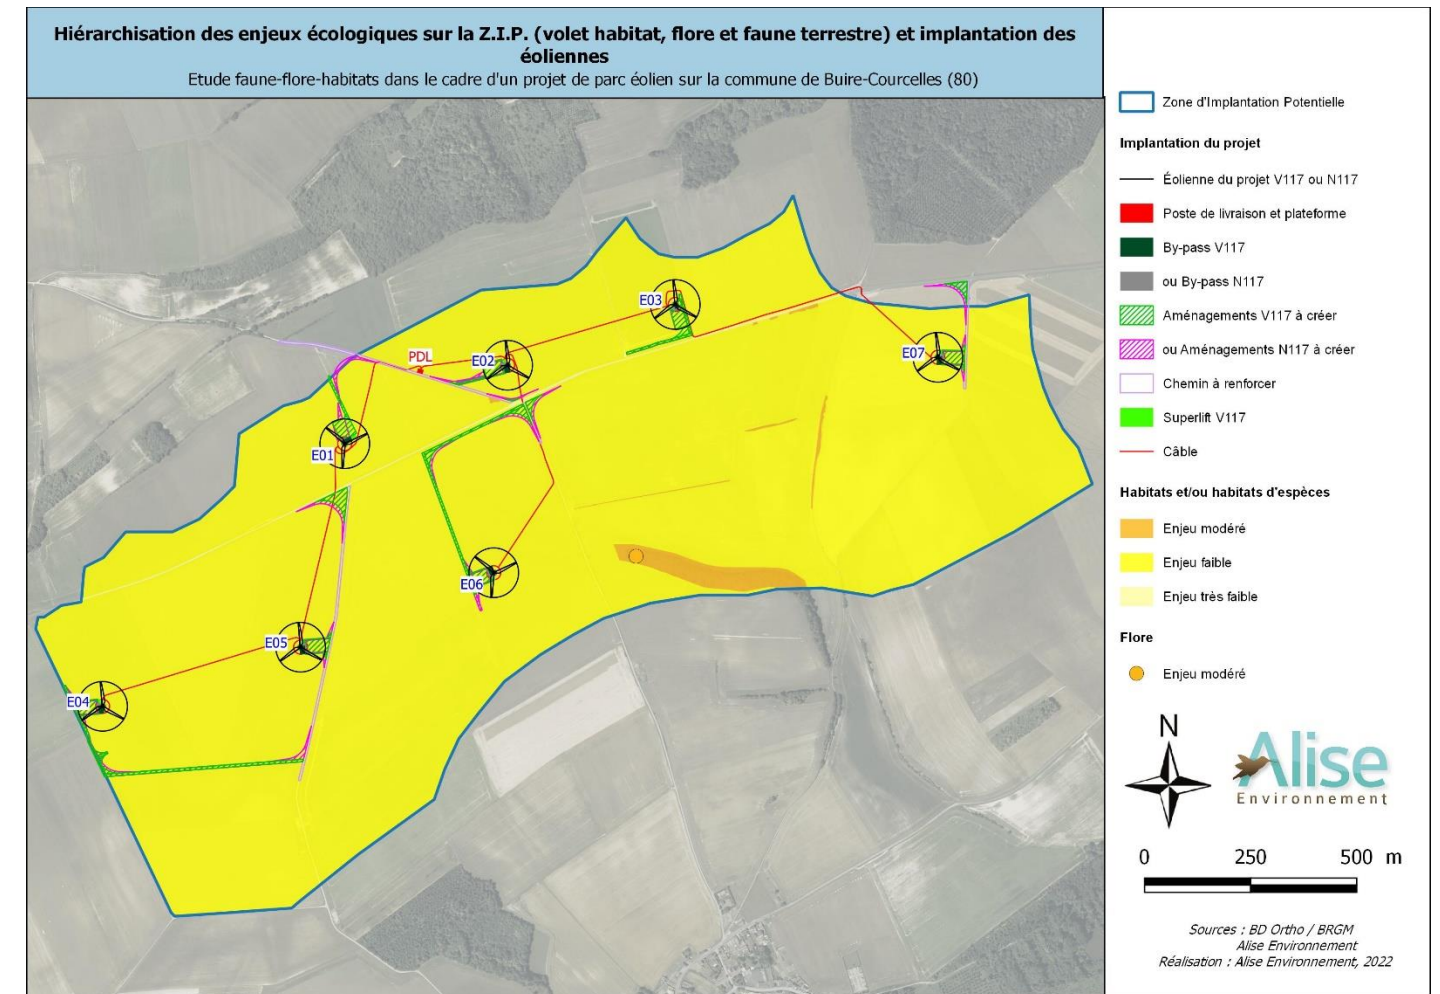 Hiérarchisation des enjeux écologiques sur la Z.I.P. (volet habitat, flore et faune terrestre) et implantation des
éoliennes
Etude faune-flore-habitats dans le cadre d'un projet de parc éolien sur la commune de Buire-Courcelles (80)
E03
PDL
E02
E07
E01
E06
E05
E04
Zone d'Implantation Potentielle
Implantation du projet
Éolienne du projet V117 ou N117
Poste de livraison et plateforme
By-pass V117
ou By-pass N117
Aménagements V117 à créer
ou Aménagements N117 à créer
Chemin à renforcer
Superlift V117
Câble
Habitats et/ou habitats d'espèces
Enjeu modéré
Enjeu faible
Enjeu très faible
Flore
Enjeu modéré
N
Alise
Environnement
0 250 500 m
Sources : BD Ortho / BRGM
Alise Environnement
Réalisation : Alise Environnement, 2022